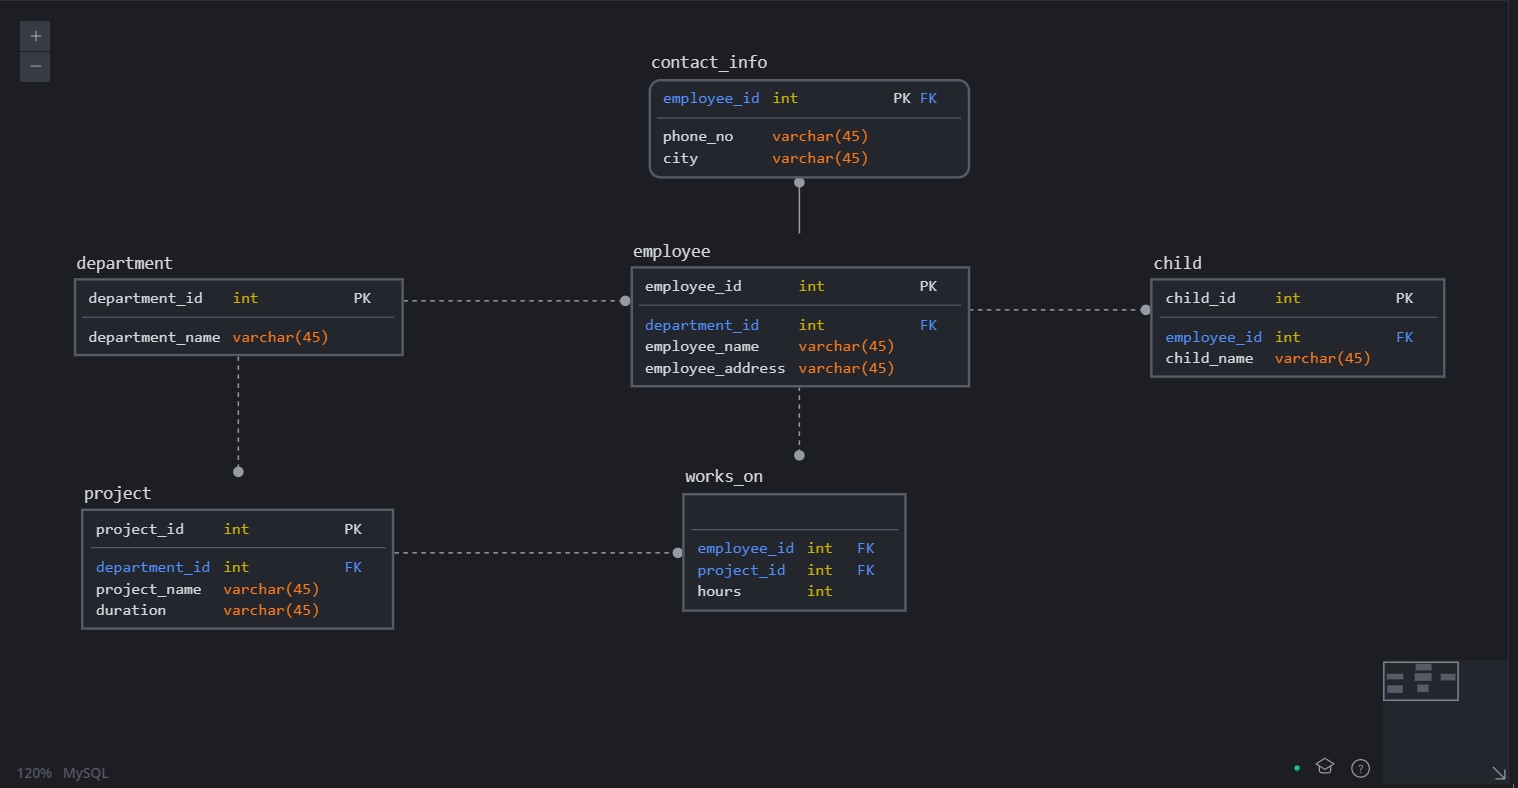 contact_info
employee_id int PK FK
phone_no varchar(45)
city varchar(45)
employee
employee_id int PK
department_id int FK
employee_name varchar(45)
employee_address varchar(45)
department
department_id int PK
department_name varchar(45)
child
child_id int PK
employee_id int FK
child_name varchar(45)
project
project_id int PK
department_id int FK
project_name varchar(45)
duration varchar(45)
works_on
employee_id int FK
project_id int FK
hours int
120% MySQL